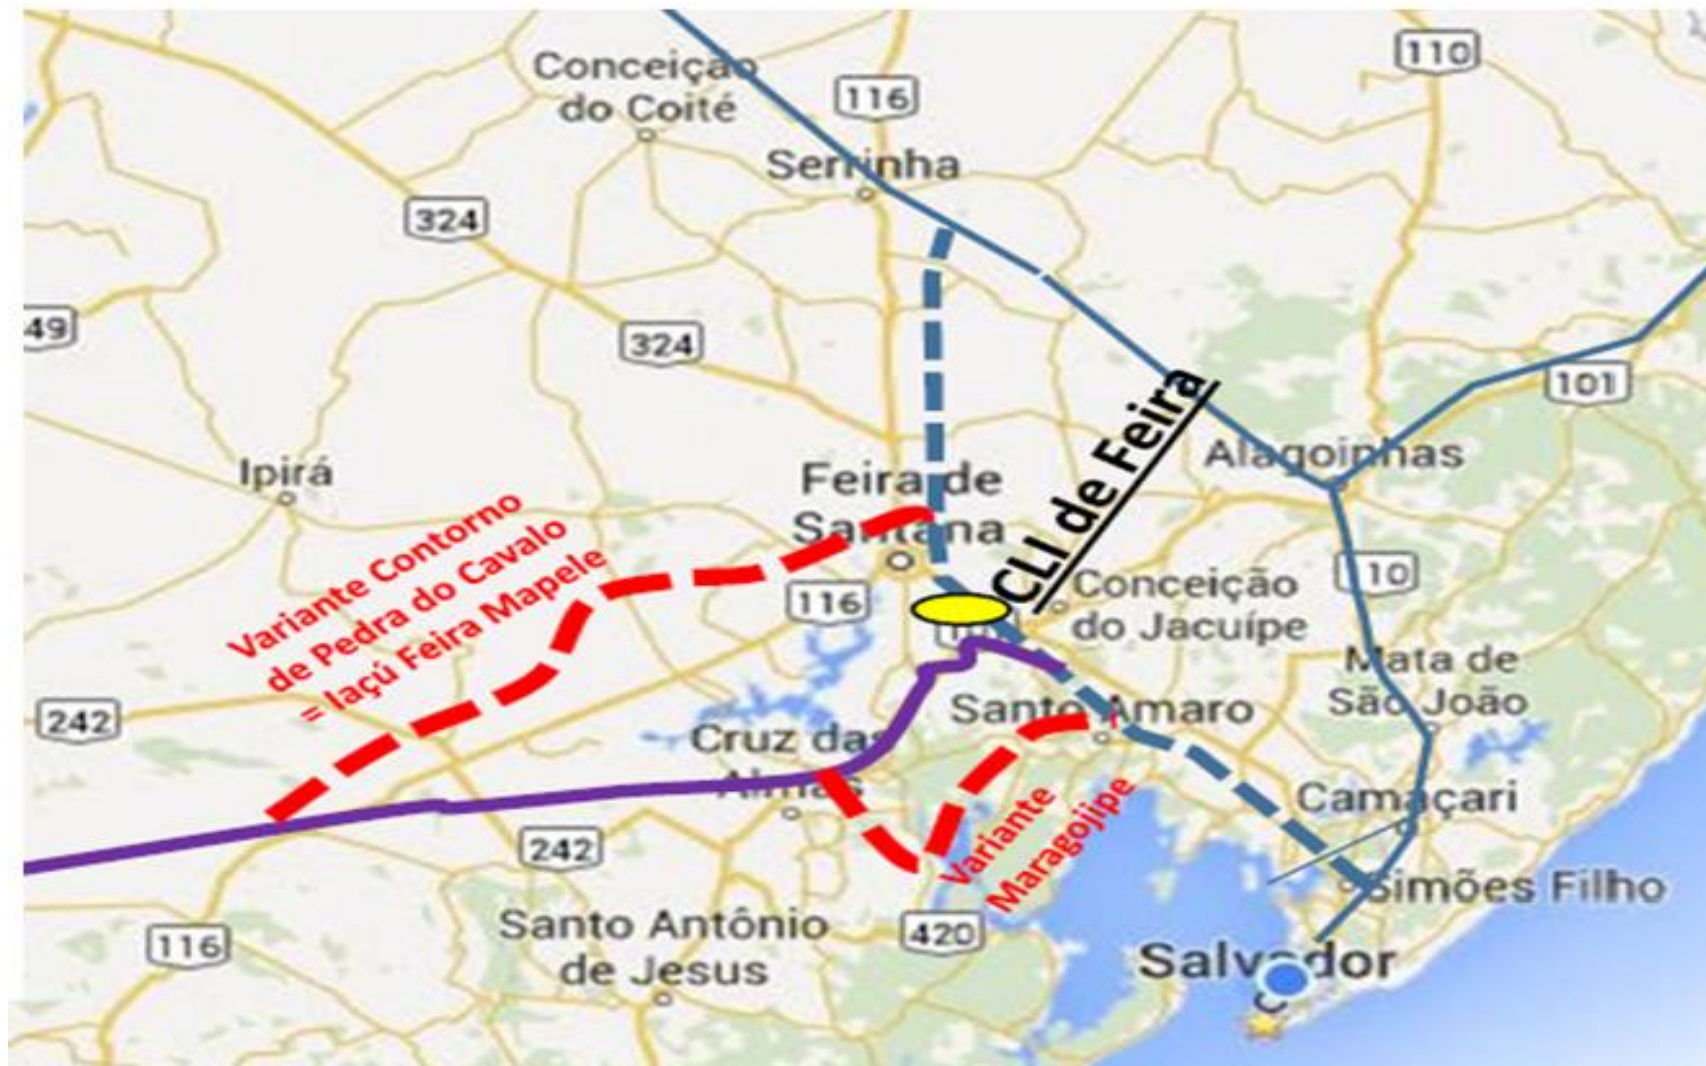 Conceição
do Coité
116
110
Serrinha
324
49
324
101
CLI de Feira
Alagoinhas
Ipirá
Feira de
Santana
Variante Contorno
de Pedra do Cavalo
= Iaçú Feira Mapele
116
Conceição
do Jacuípe
10
Mata de
São João
242
Santo Amaro
Cruz das
Almas
Camaçari
242
Variante
Maragojipe
Simões Filho
116
Santo Antônio
de Jesus
420
Salvador